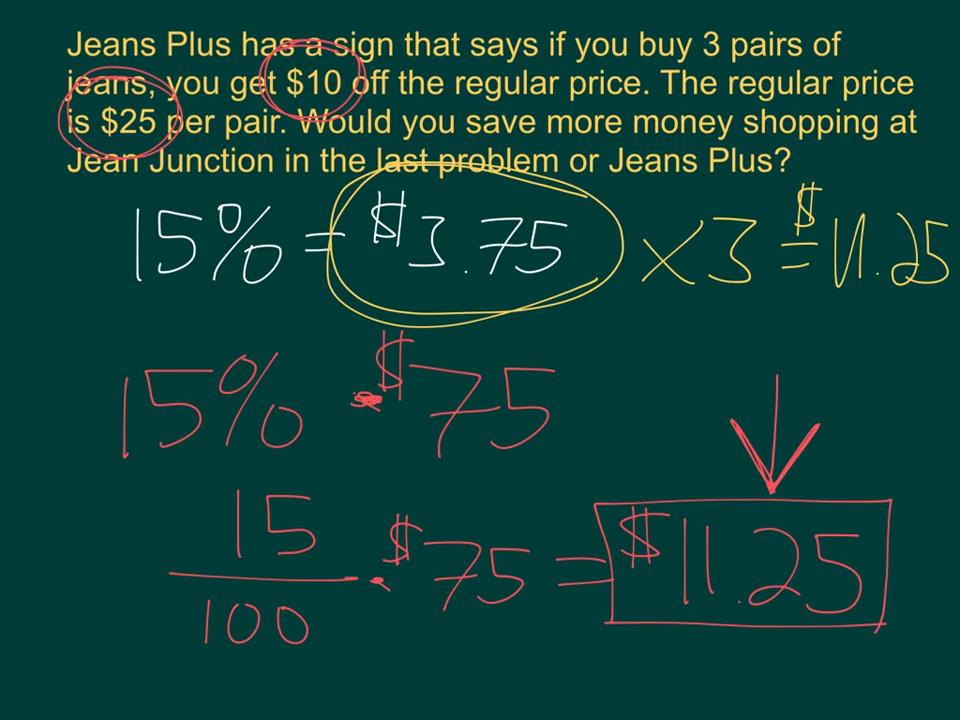 Jeans Plus has a sign that says if you buy 3 pairs of
jeans, you get $10 off the regular price. The regular price
is $25 per pair. Would you save more money shopping at
Jean Junction in the last problem or Jeans Plus?
15% = $3.75 x 3 = $11.25
15% · $75
15
100 · $75 = $11.25